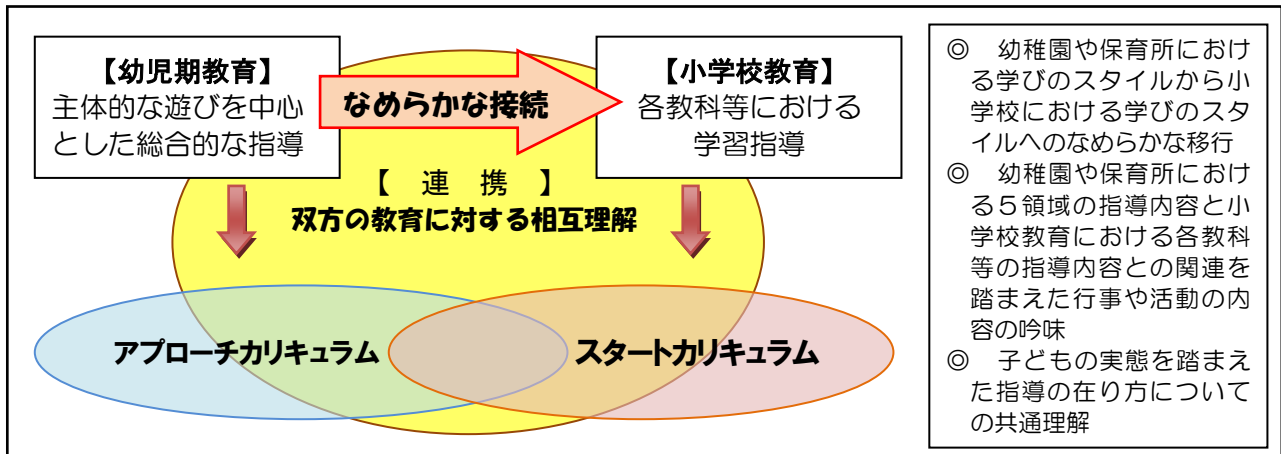 【幼児期教育】
主体的な遊びを中心
とした総合的な指導
なめらかな接続
【小学校教育】
各教科等における
学習指導
【 連 携 】
双方の教育に対する相互理解
アプローチカリキュラム
スタートカリキュラム
◎ 幼稚園や保育所におけ
る学びのスタイルから小
学校における学びのスタ
イルへのなめらかな移行
◎ 幼稚園や保育所におけ
る5領域の指導内容と小
学校教育における各教科
等の指導内容との関連を
踏まえた行事や活動の内
容の吟味
◎ 子どもの実態を踏まえ
た指導の在り方について
の共通理解